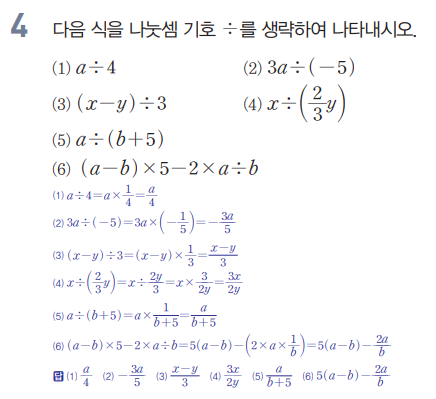 4 다음 식을 나눗셈 기호 ÷를 생략하여 나타내시오.
(1) a÷4 (2) 3a÷(−5)
(3) (x−y)÷3 (4) x÷(2/3 y)
(5) a÷(b+5)
(6) (a−b)×5−2×a÷b
(1) a÷4=a×1/4=a/4
(2) 3a÷(−5)=3a×(−1/5)=−3a/5
(3) (x−y)÷3=(x−y)×1/3=x−y/3
(4) x÷(2/3 y)=x÷2y/3=x×3/2y=3x/2y
(5) a÷(b+5)=a×1/b+5=a/b+5
(6) (a−b)×5−2×a÷b=5(a−b)−(2×a×1/b)=5(a−b)−2a/b
답 (1) a/4 (2) −3a/5 (3) x−y/3 (4) 3x/2y (5) a/b+5 (6) 5(a−b)−2a/b